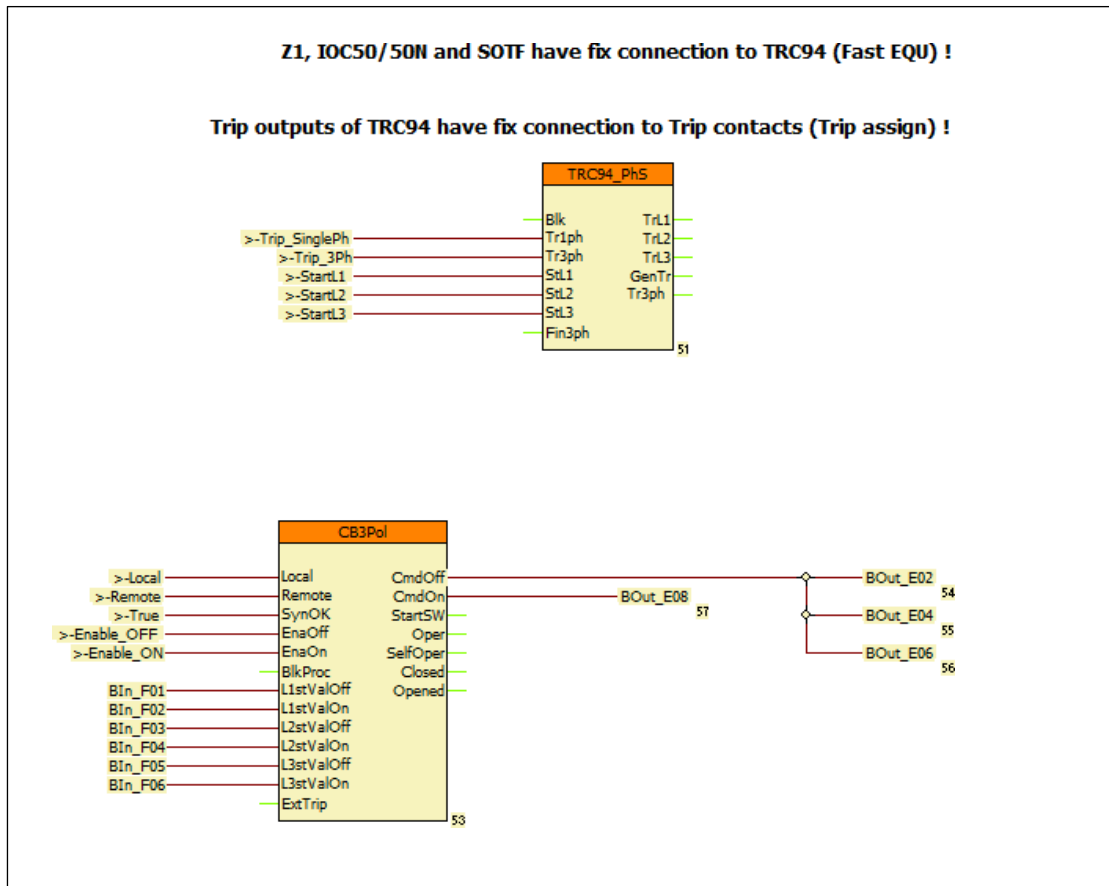 Z1, IOC50/50N and SOTF have fix connection to TRC94 (Fast EQU) !
Trip outputs of TRC94 have fix connection to Trip contacts (Trip assign) !
TRC94_PhS
Blk TrL1
>-Trip_SinglePh Tr1ph TrL2
>-Trip_3Ph Tr3ph TrL3
>-StartL1 StL1 GenTr
>-StartL2 StL2 Tr3ph
>-StartL3 StL3
Fin3ph
51
CB3Pol
>-Local Local CmdOff BOut_E02
54
>-Remote Remote CmdOn BOut_E08
57
>-True SynOK StartSW BOut_E04
55
>-Enable_OFF EnaOff Oper
>-Enable_ON EnaOn SelfOper BOut_E06
56
BlkProc Closed
BIn_F01 L1stValOff Opened
BIn_F02 L1stValOn
BIn_F03 L2stValOff
BIn_F04 L2stValOn
BIn_F05 L3stValOff
BIn_F06 L3stValOn
ExtTrip
53